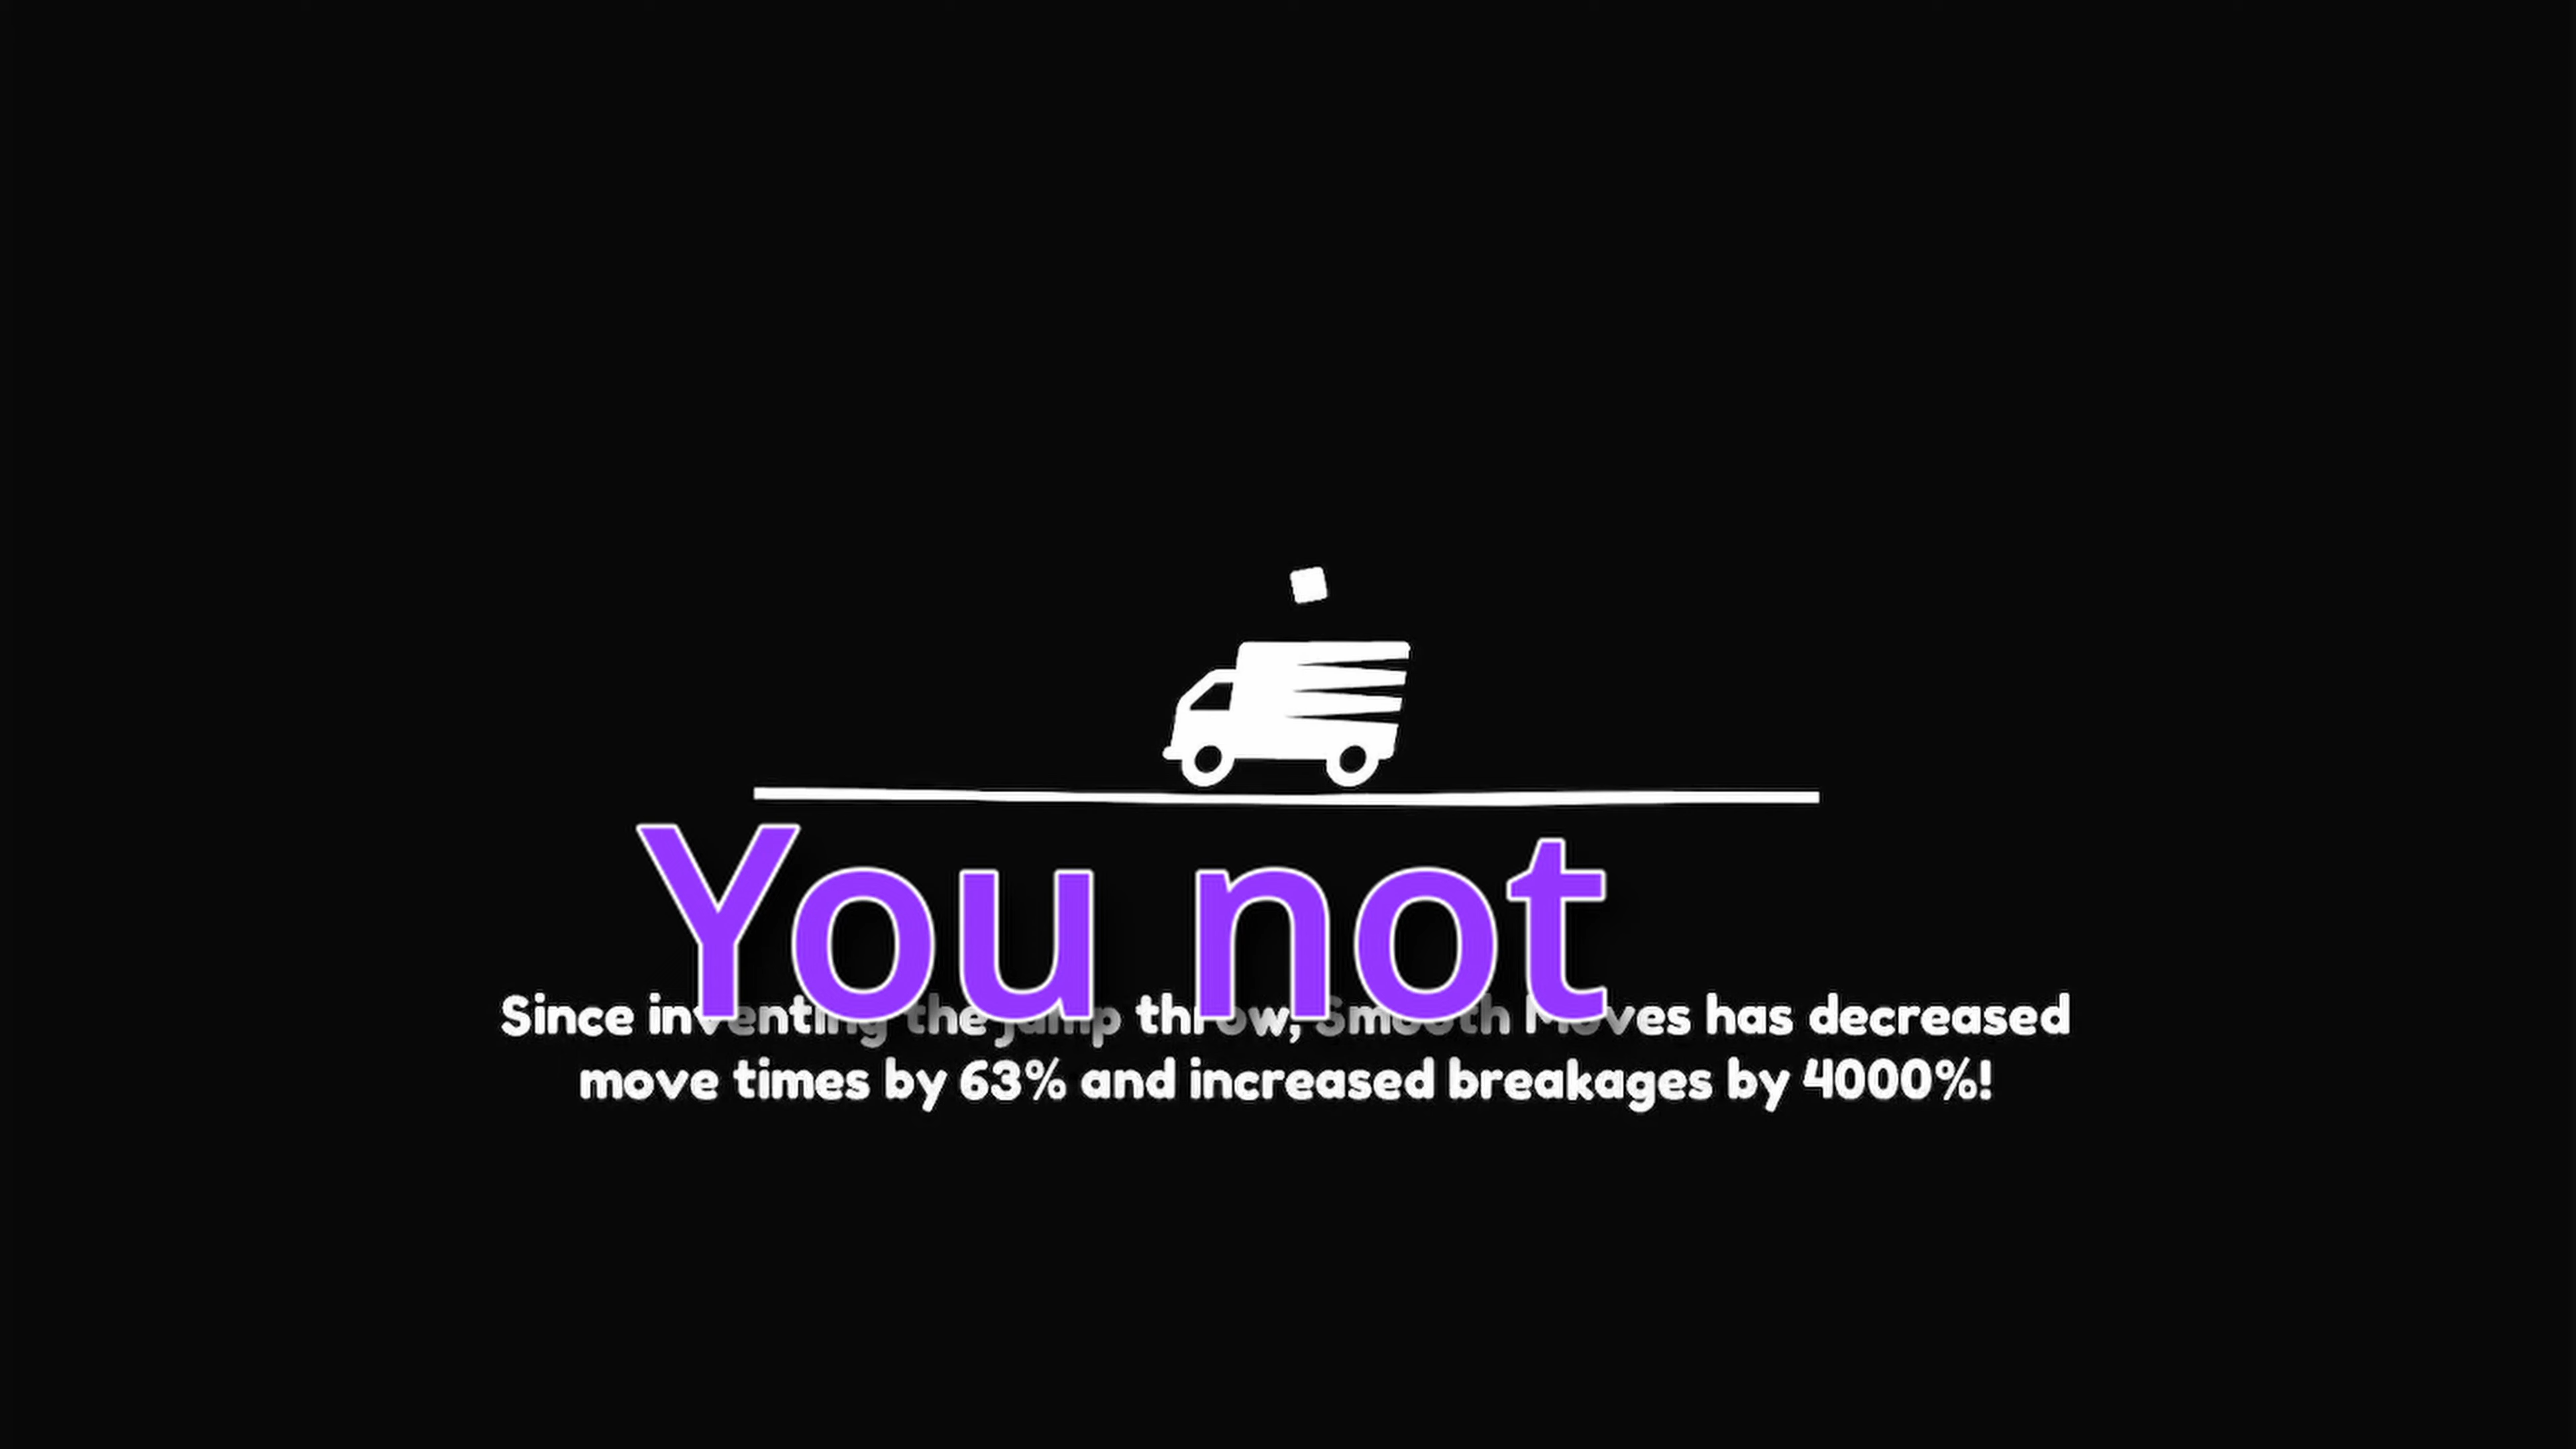 You not
Since inventing the jump throw, Smooth Moves has decreased
move times by 63% and increased breakages by 4000%!